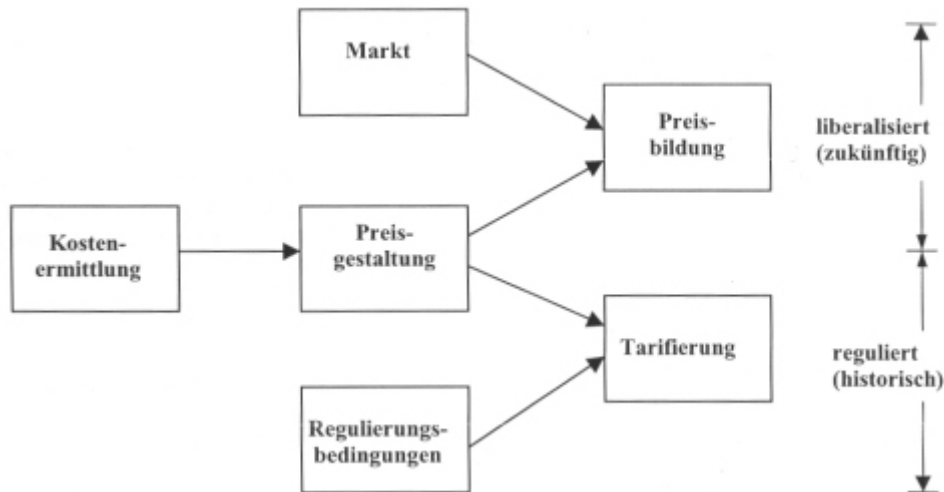 Markt
Preis-
bildung
liberalisiert
(zukünftig)
Kosten-
ermittlung
Preis-
gestaltung
Tarifierung
reguliert
(historisch)
Regulierungs-
bedingungen